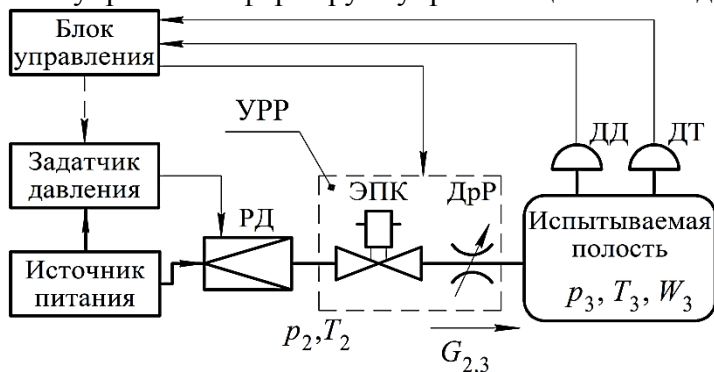 Блок
управления
УРР
ДД
ДТ
Задатчик
давления
ЭПК
ДрР
РД
Испытываемая
полость
p₃, T₃, W₃
Источник
питания
p₂,T₂
G₂,₃